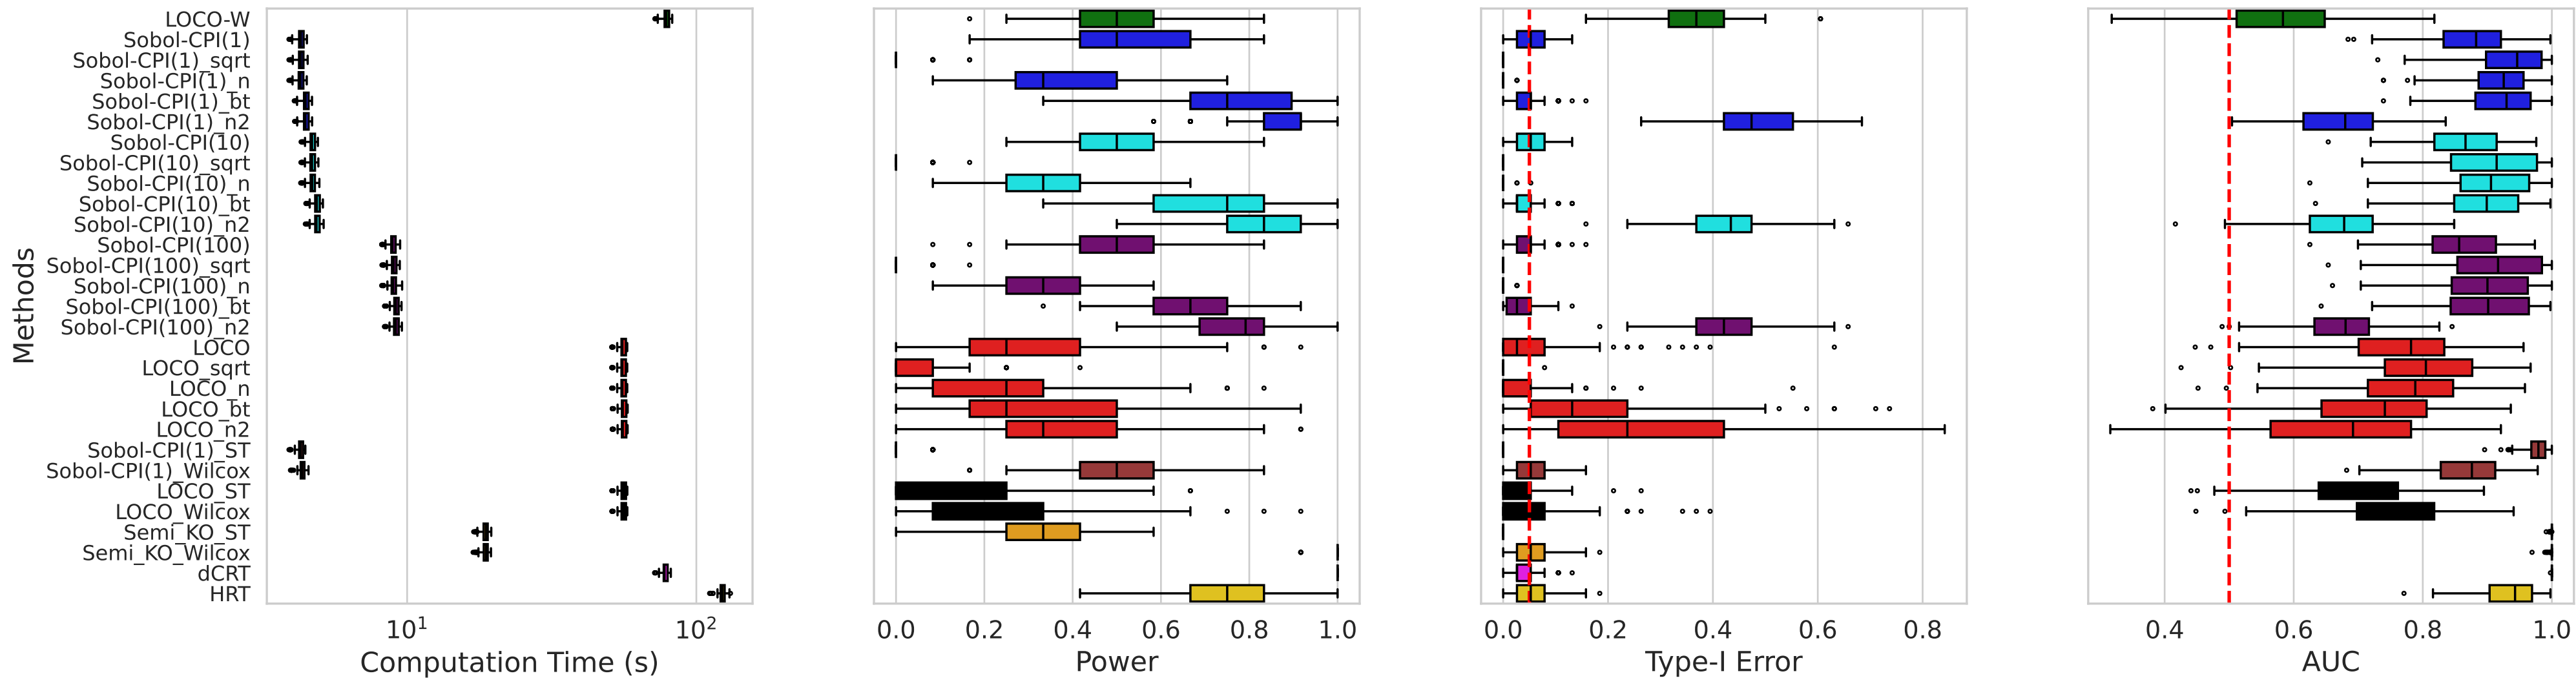 Methods
LOCO-W
Sobol-CPI(1)
Sobol-CPI(1)_sqrt
Sobol-CPI(1)_n
Sobol-CPI(1)_bt
Sobol-CPI(1)_n2
Sobol-CPI(10)
Sobol-CPI(10)_sqrt
Sobol-CPI(10)_n
Sobol-CPI(10)_bt
Sobol-CPI(10)_n2
Sobol-CPI(100)
Sobol-CPI(100)_sqrt
Sobol-CPI(100)_n
Sobol-CPI(100)_bt
Sobol-CPI(100)_n2
LOCO
LOCO_sqrt
LOCO_n
LOCO_bt
LOCO_n2
Sobol-CPI(1)_ST
Sobol-CPI(1)_Wilcox
LOCO_ST
LOCO_Wilcox
Semi_KO_ST
Semi_KO_Wilcox
dCRT
HRT
10¹ 10²
Computation Time (s)
0.0 0.2 0.4 0.6 0.8 1.0
Power
0.0 0.2 0.4 0.6 0.8
Type-I Error
0.4 0.6 0.8 1.0
AUC